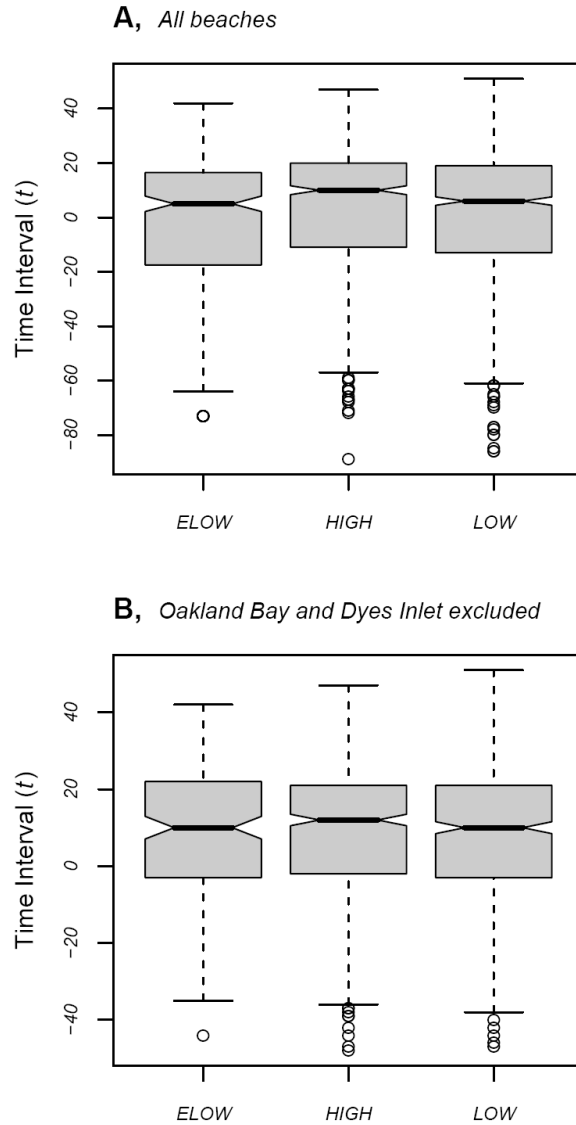 A, All beaches
Time Interval (t)
40
20
0
−20
−40
−60
−80
ELOW HIGH LOW
B, Oakland Bay and Dyes Inlet excluded
Time Interval (t)
40
20
0
−20
−40
ELOW HIGH LOW